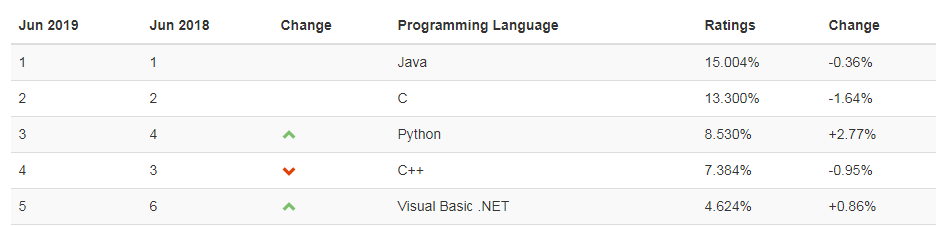 Jun 2019 Jun 2018 Change Programming Language Ratings Change
1 1 Java 15.004% -0.36%
2 2 C 13.300% -1.64%
3 4 Python 8.530% +2.77%
4 3 C++ 7.384% -0.95%
5 6 Visual Basic .NET 4.624% +0.86%